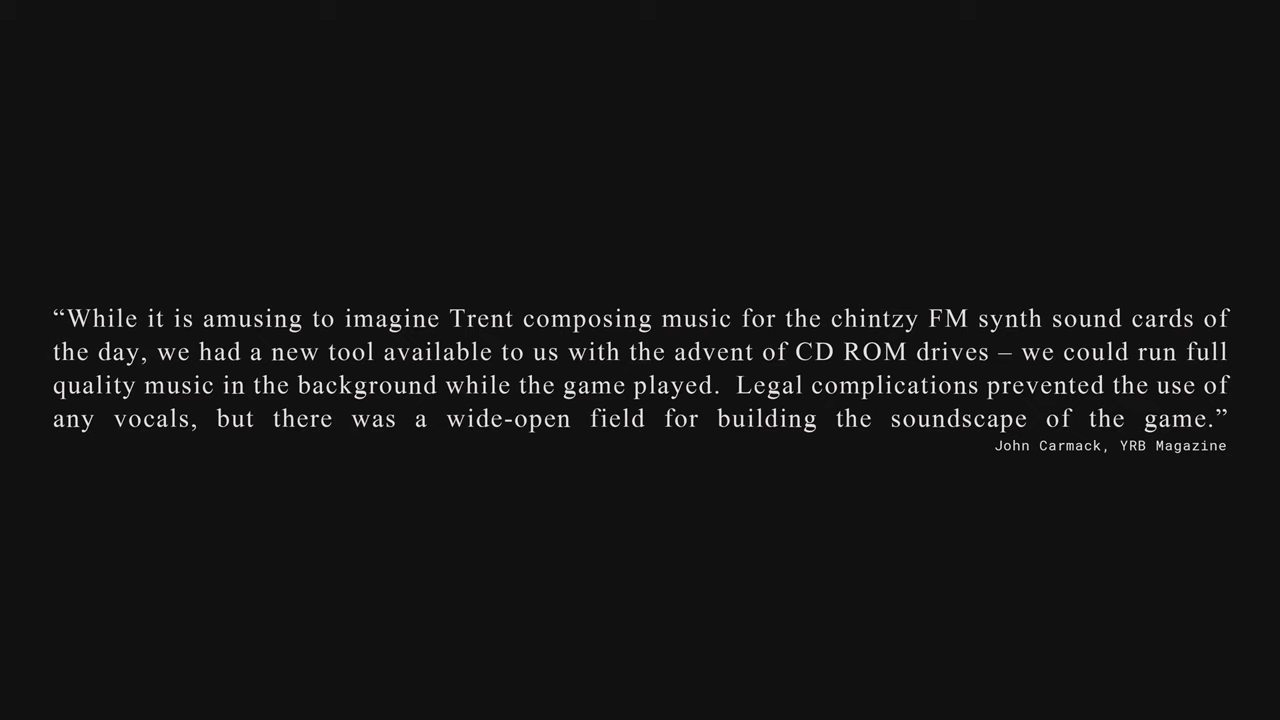 “While it is amusing to imagine Trent composing music for the chintzy FM synth sound cards of
the day, we had a new tool available to us with the advent of CD ROM drives – we could run full
quality music in the background while the game played.  Legal complications prevented the use of
any vocals, but there was a wide-open field for building the soundscape of the game.”
John Carmack, YRB Magazine